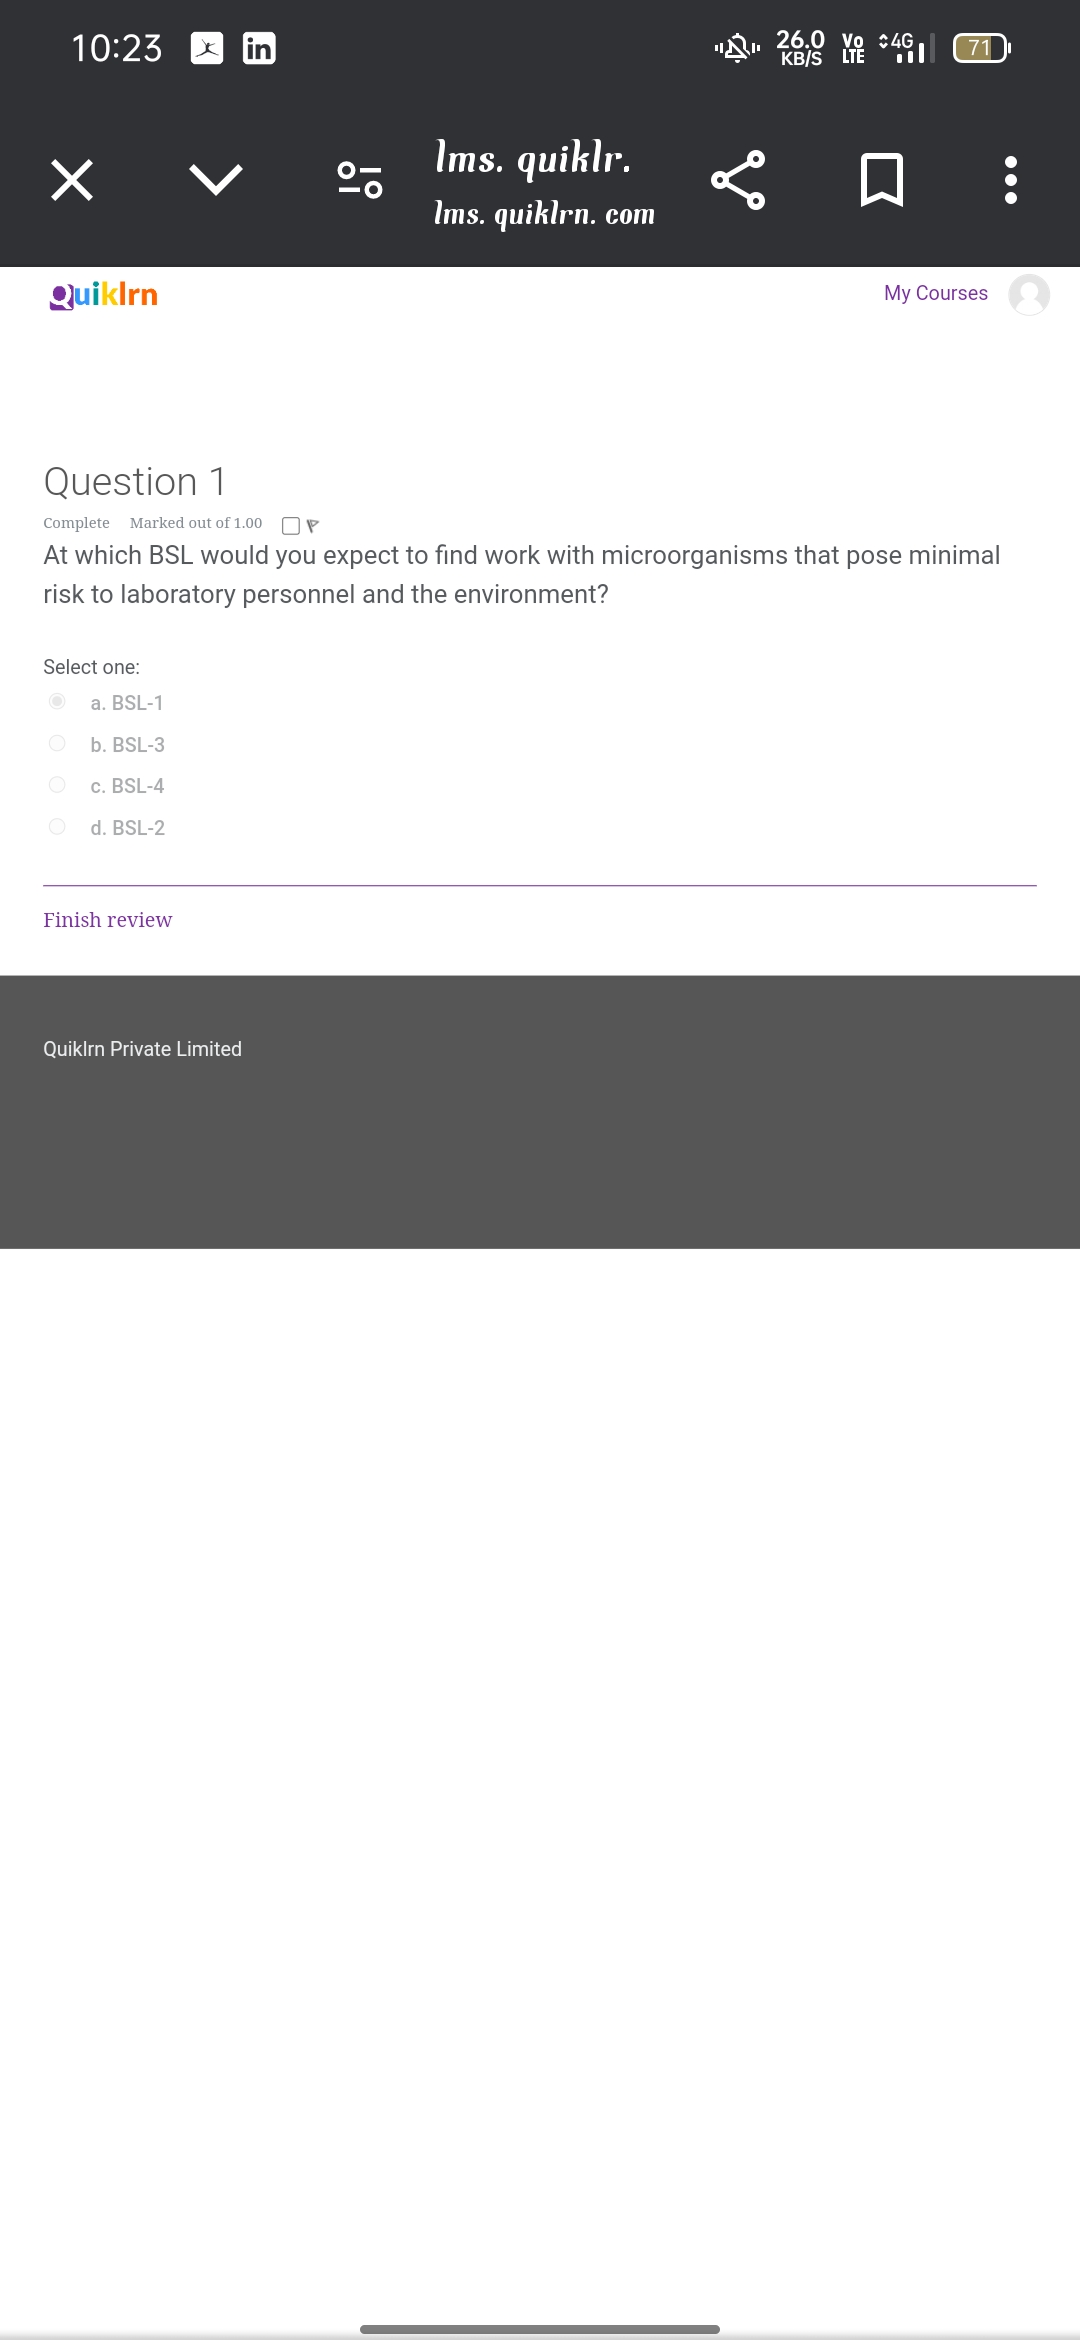 10:23 in 26.0 KB/S Vo LTE 4G 71
lms. quiklr.
lms. quiklrn. com
Quiklrn My Courses
Question 1
Complete Marked out of 1.00
At which BSL would you expect to find work with microorganisms that pose minimal
risk to laboratory personnel and the environment?
Select one:
a. BSL-1
b. BSL-3
c. BSL-4
d. BSL-2
Finish review
Quiklrn Private Limited